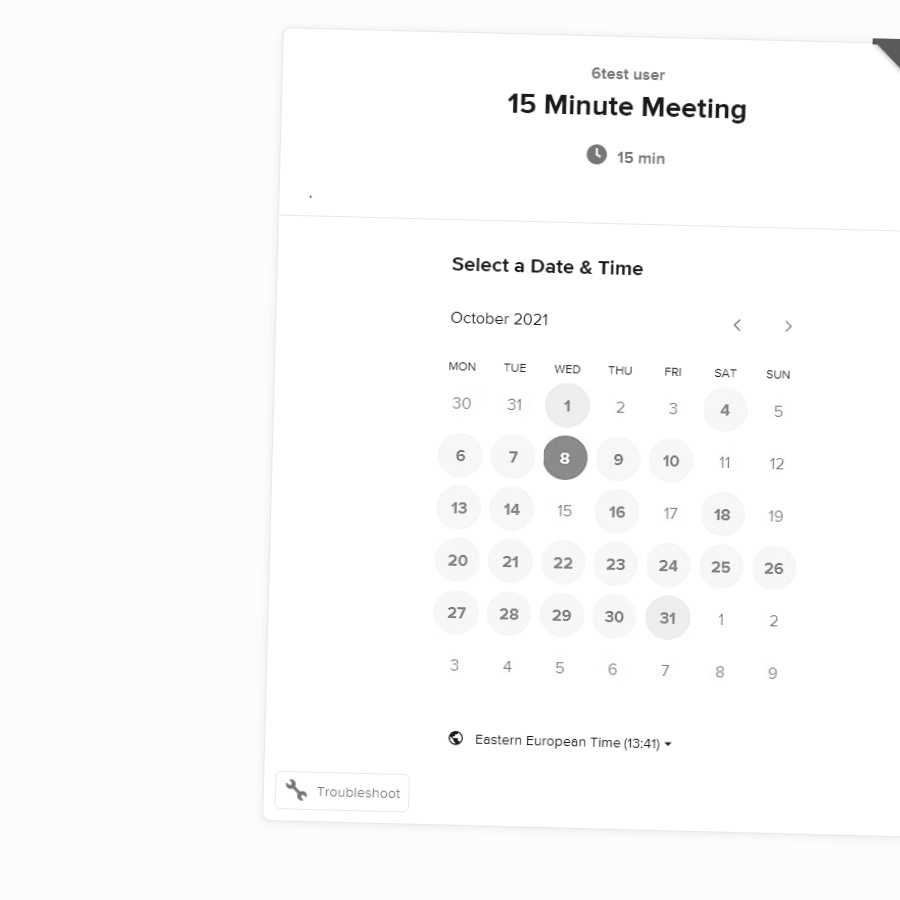 6test user
15 Minute Meeting
15 min
Select a Date & Time
October 2021
MON TUE WED THU FRI SAT SUN
30 31 1 2 3 4 5
6 7 8 9 10 11 12
13 14 15 16 17 18 19
20 21 22 23 24 25 26
27 28 29 30 31 1 2
3 4 5 6 7 8 9
Eastern European Time (13:41)
Troubleshoot